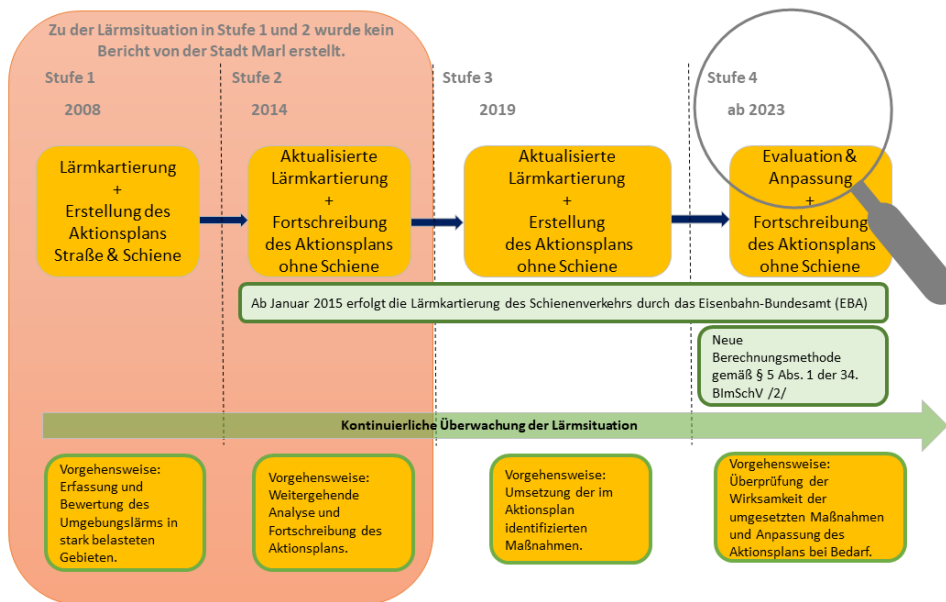 Zu der Lärmsituation in Stufe 1 und 2 wurde kein
Bericht von der Stadt Marl erstellt.
Stufe 1
2008
Stufe 2
2014
Stufe 3
2019
Stufe 4
ab 2023
Lärmkartierung
+
Erstellung des
Aktionsplans
Straße & Schiene
Aktualisierte
Lärmkartierung
+
Fortschreibung
des Aktionsplans
ohne Schiene
Aktualisierte
Lärmkartierung
+
Erstellung
des Aktionsplans
ohne Schiene
Evaluation &
Anpassung
+
Fortschreibung
des Aktionsplans
ohne Schiene
Ab Januar 2015 erfolgt die Lärmkartierung des Schienenverkehrs durch das Eisenbahn-Bundesamt (EBA)
Neue
Berechnungsmethode
gemäß § 5 Abs. 1 der 34.
BImSchV /2/
Kontinuierliche Überwachung der Lärmsituation
Vorgehensweise:
Erfassung und
Bewertung des
Umgebungslärms in
stark belasteten
Gebieten.
Vorgehensweise:
Weitergehende
Analyse und
Fortschreibung des
Aktionsplans.
Vorgehensweise:
Umsetzung der im
Aktionsplan
identifizierten
Maßnahmen.
Vorgehensweise:
Überprüfung der
Wirksamkeit der
umgesetzten Maßnahmen
und Anpassung des
Aktionsplans bei Bedarf.